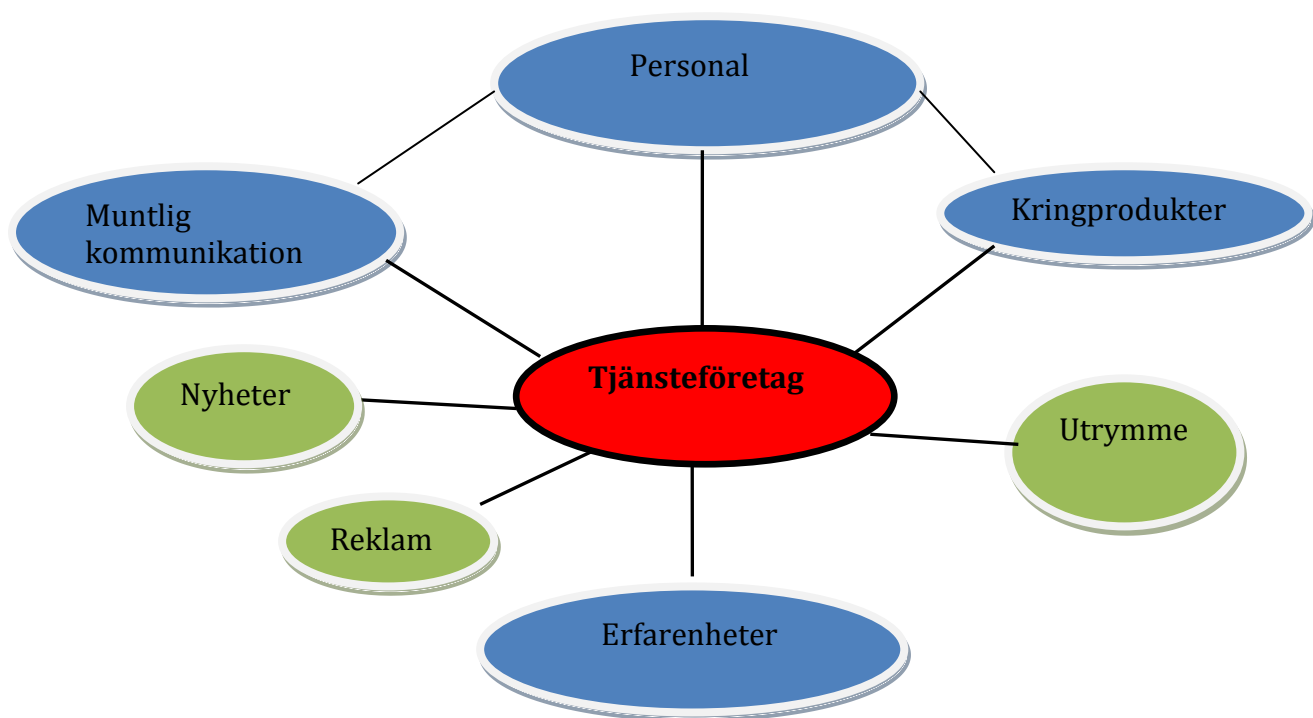 Personal
Muntlig
kommunikation
Kringprodukter
Tjänsteföretag
Nyheter
Utrymme
Reklam
Erfarenheter